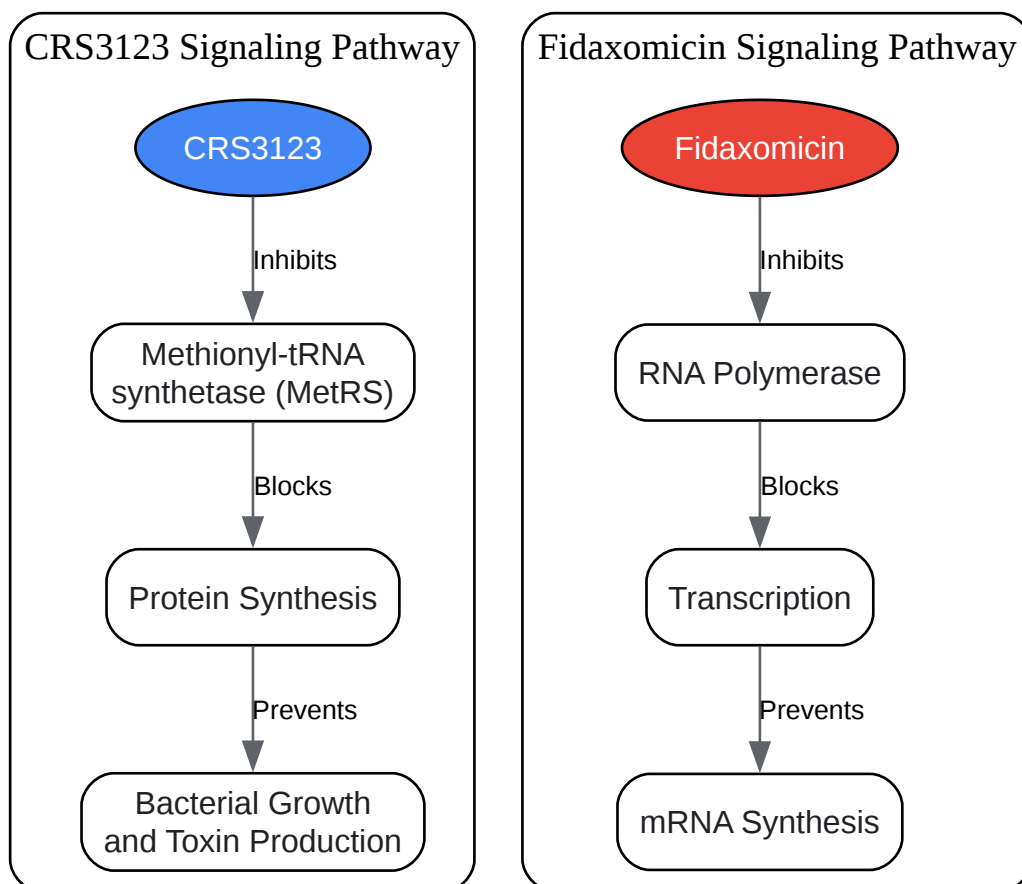 CRS3123 Signaling Pathway
CRS3123
Inhibits
Methionyl-tRNA
synthetase (MetRS)
Blocks
Protein Synthesis
Prevents
Bacterial Growth
and Toxin Production
Fidaxomicin Signaling Pathway
Fidaxomicin
Inhibits
RNA Polymerase
Blocks
Transcription
Prevents
mRNA Synthesis